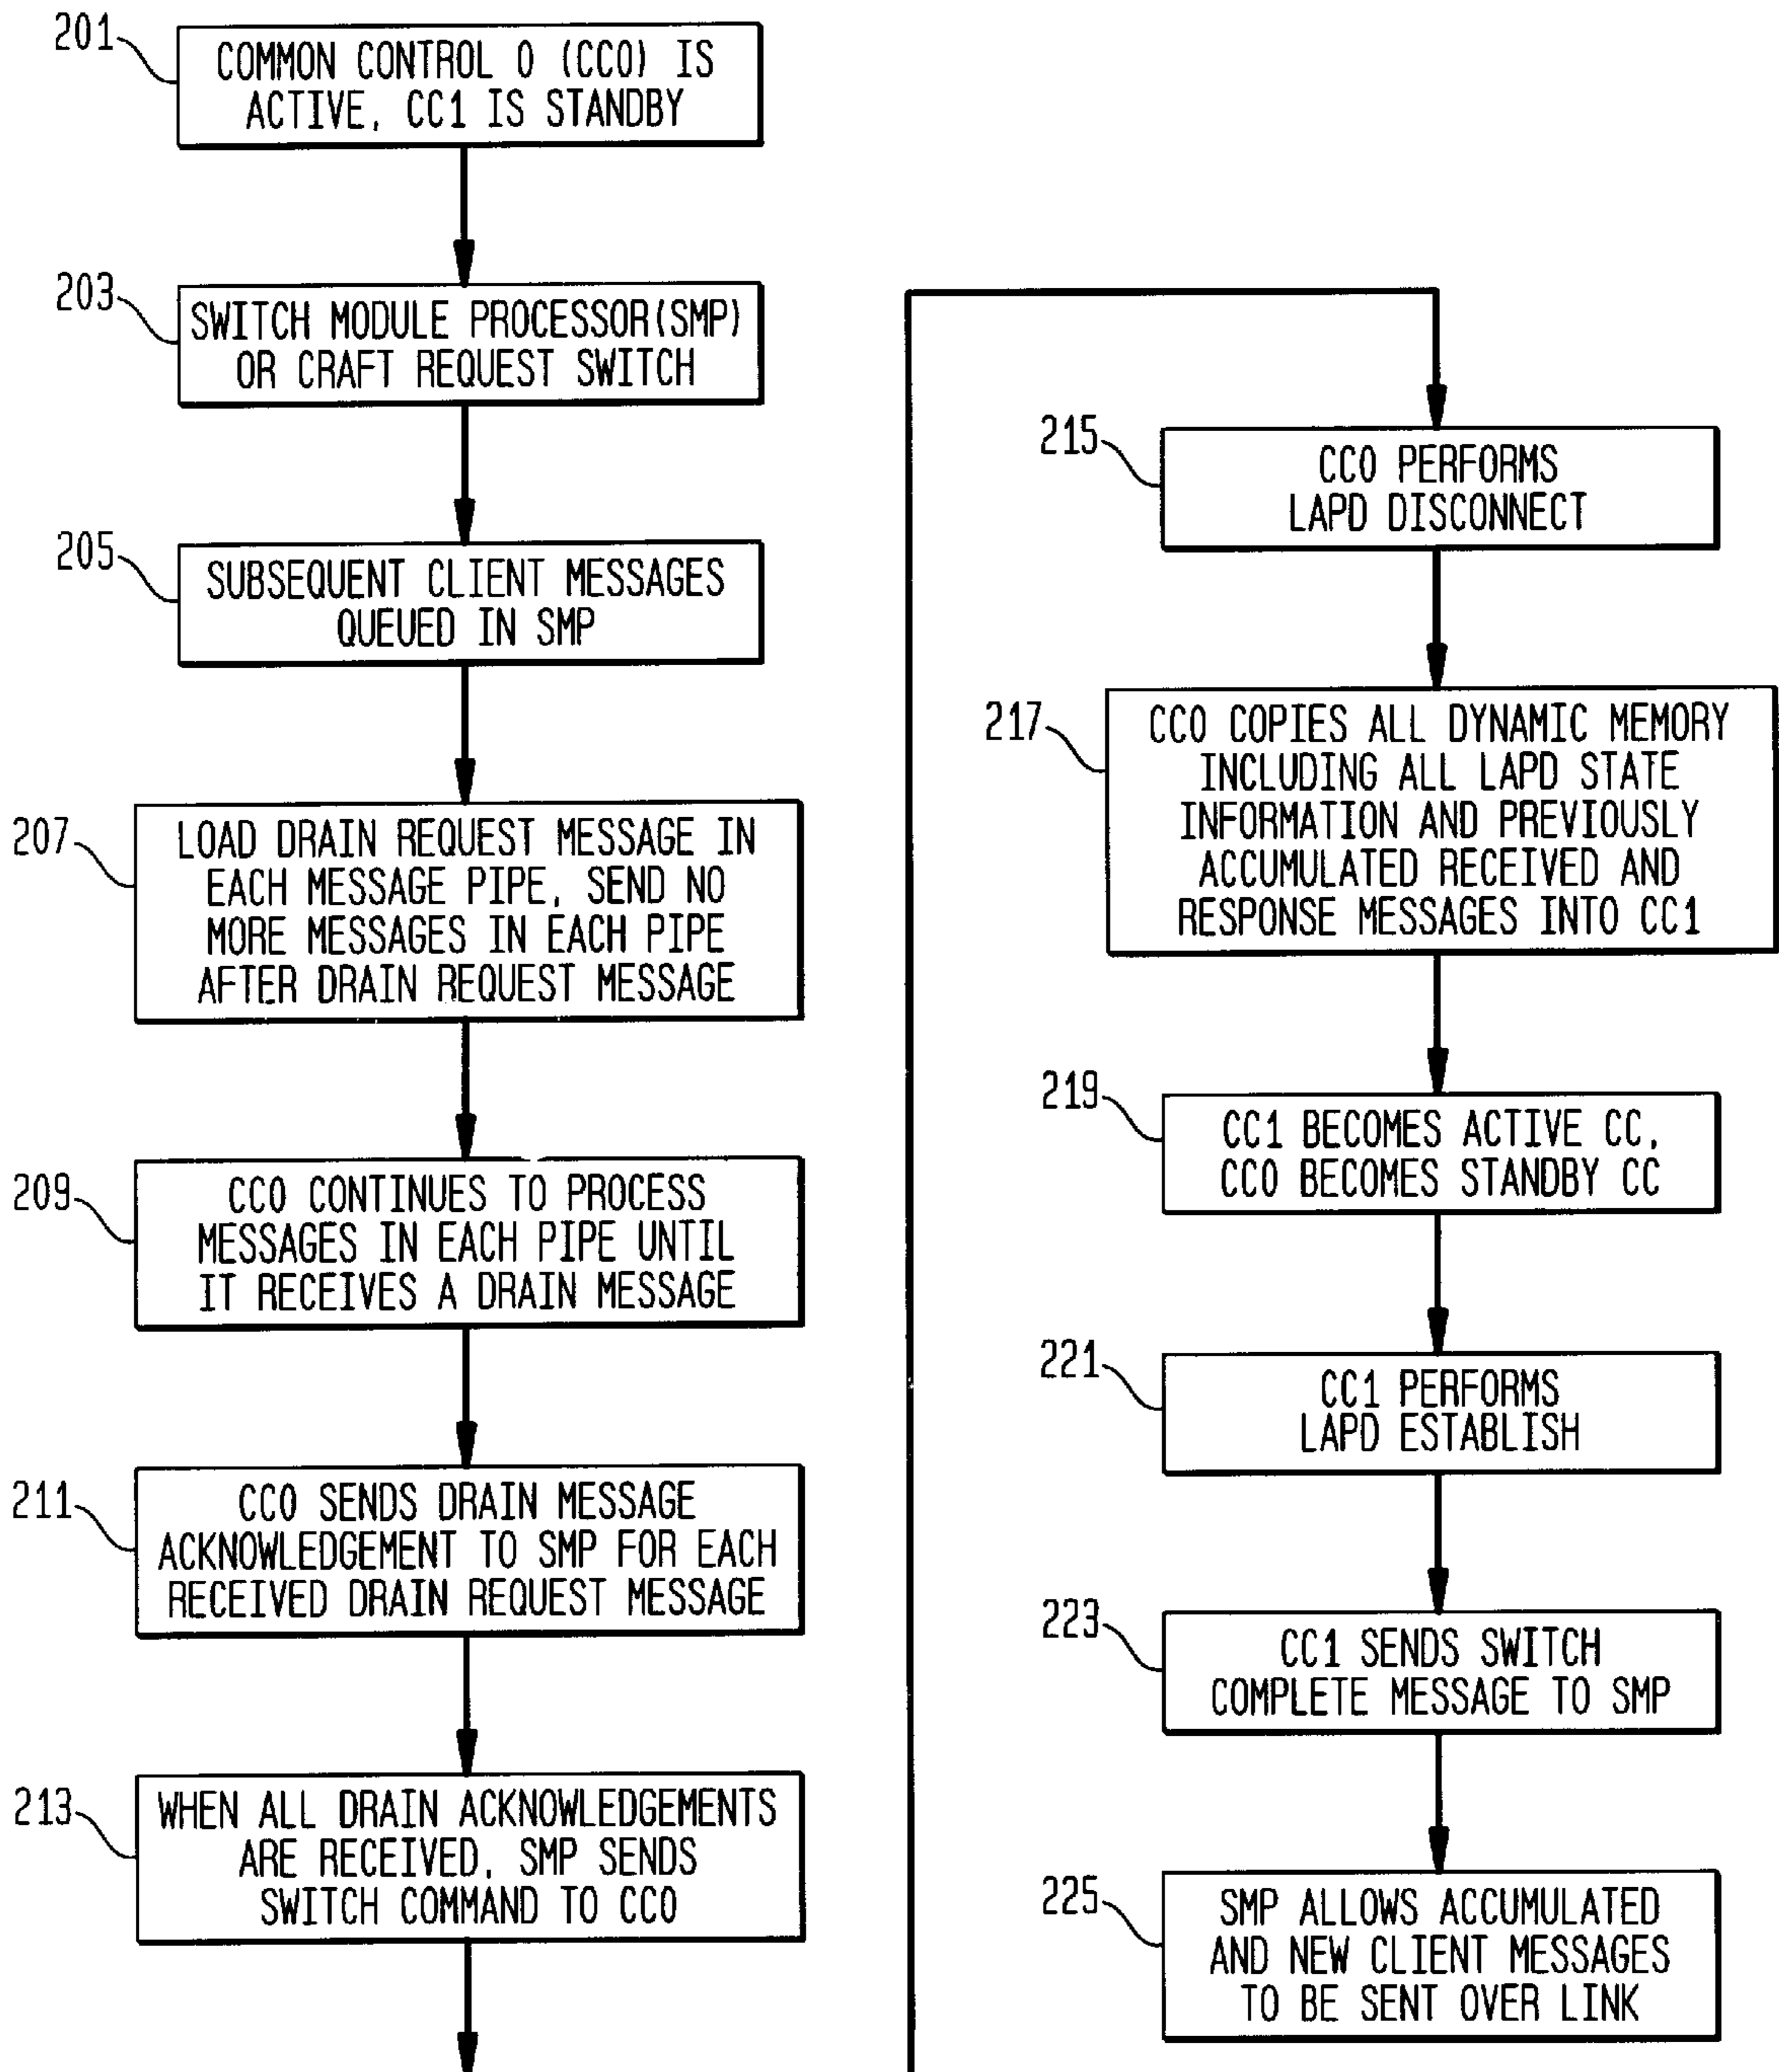 201
COMMON CONTROL 0 (CC0) IS
ACTIVE, CC1 IS STANDBY
203
SWITCH MODULE PROCESSOR(SMP)
OR CRAFT REQUEST SWITCH
205
SUBSEQUENT CLIENT MESSAGES
QUEUED IN SMP
207
LOAD DRAIN REQUEST MESSAGE IN
EACH MESSAGE PIPE, SEND NO
MORE MESSAGES IN EACH PIPE
AFTER DRAIN REQUEST MESSAGE
209
CC0 CONTINUES TO PROCESS
MESSAGES IN EACH PIPE UNTIL
IT RECEIVES A DRAIN MESSAGE
211
CC0 SENDS DRAIN MESSAGE
ACKNOWLEDGEMENT TO SMP FOR EACH
RECEIVED DRAIN REQUEST MESSAGE
213
WHEN ALL DRAIN ACKNOWLEDGEMENTS
ARE RECEIVED, SMP SENDS
SWITCH COMMAND TO CC0
215
CC0 PERFORMS
LAPD DISCONNECT
217
CC0 COPIES ALL DYNAMIC MEMORY
INCLUDING ALL LAPD STATE
INFORMATION AND PREVIOUSLY
ACCUMULATED RECEIVED AND
RESPONSE MESSAGES INTO CC1
219
CC1 BECOMES ACTIVE CC,
CC0 BECOMES STANDBY CC
221
CC1 PERFORMS
LAPD ESTABLISH
223
CC1 SENDS SWITCH
COMPLETE MESSAGE TO SMP
225
SMP ALLOWS ACCUMULATED
AND NEW CLIENT MESSAGES
TO BE SENT OVER LINK